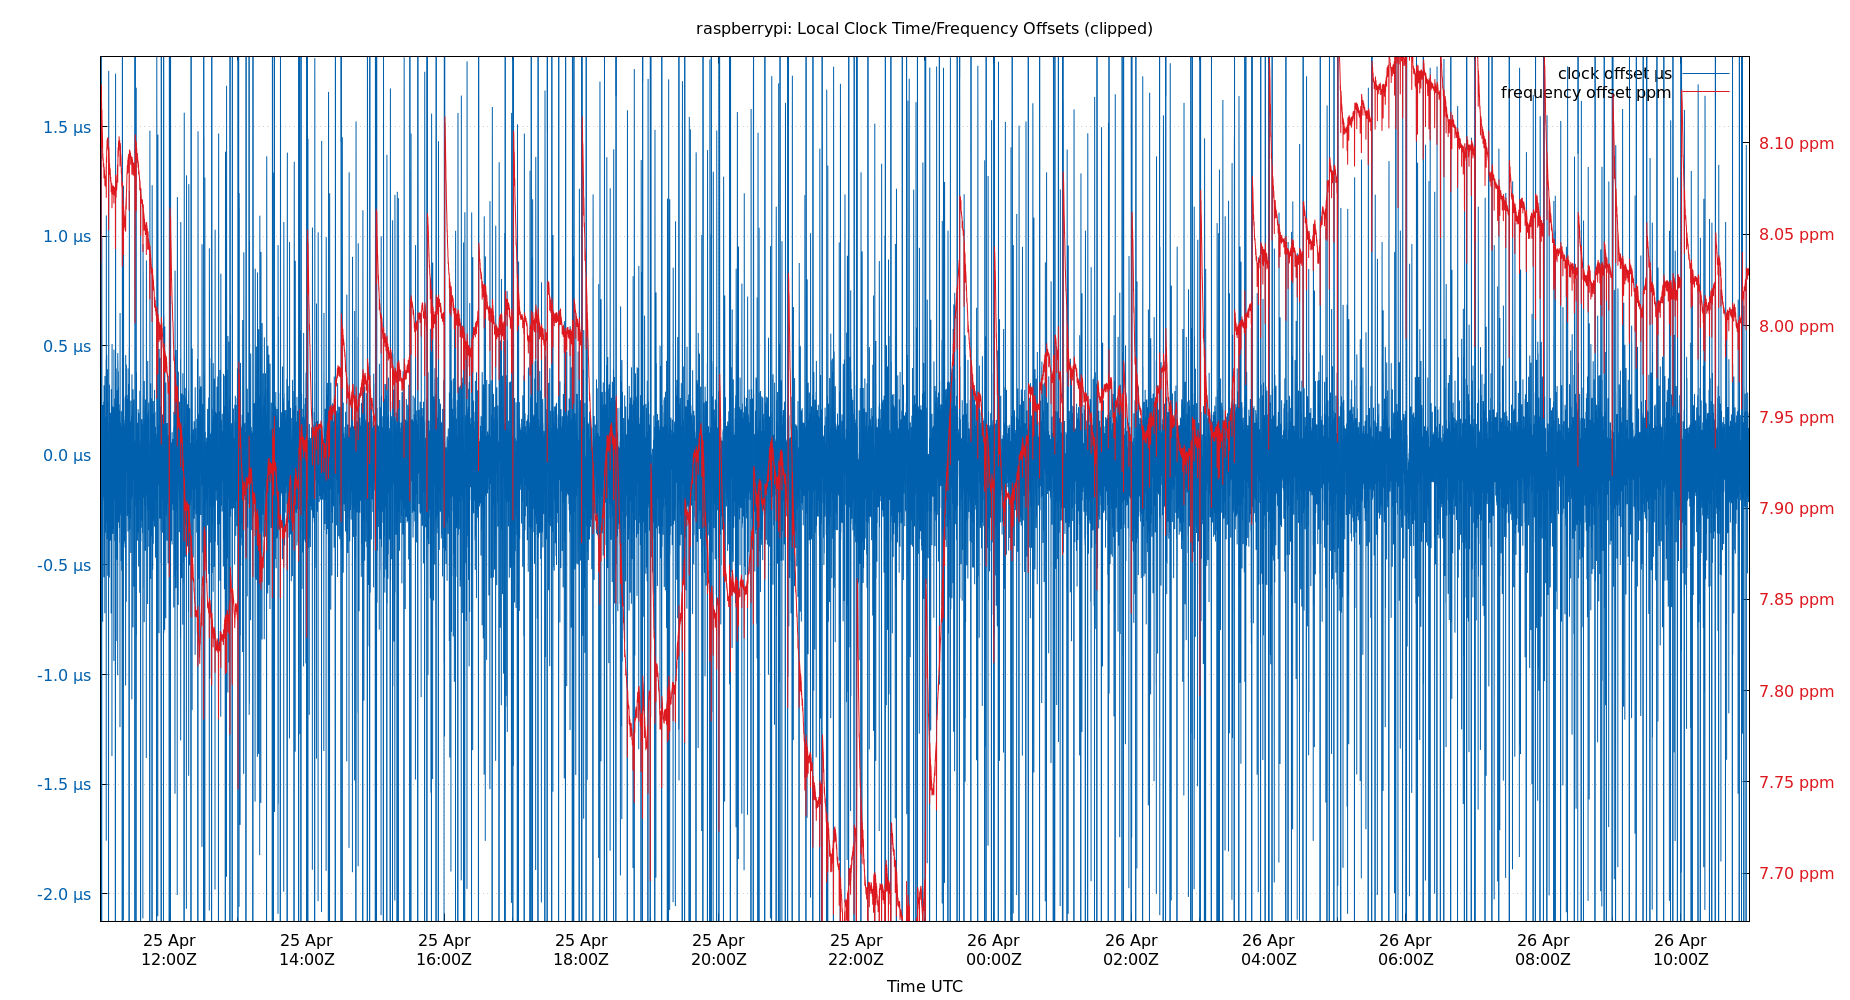 raspberrypi: Local Clock Time/Frequency Offsets (clipped)
clock offset µs
frequency offset ppm
1.5 µs
1.0 µs
0.5 µs
0.0 µs
-0.5 µs
-1.0 µs
-1.5 µs
-2.0 µs
8.10 ppm
8.05 ppm
8.00 ppm
7.95 ppm
7.90 ppm
7.85 ppm
7.80 ppm
7.75 ppm
7.70 ppm
25 Apr 25 Apr 25 Apr 25 Apr 25 Apr 25 Apr 26 Apr 26 Apr 26 Apr 26 Apr 26 Apr 26 Apr
12:00Z 14:00Z 16:00Z 18:00Z 20:00Z 22:00Z 00:00Z 02:00Z 04:00Z 06:00Z 08:00Z 10:00Z
Time UTC